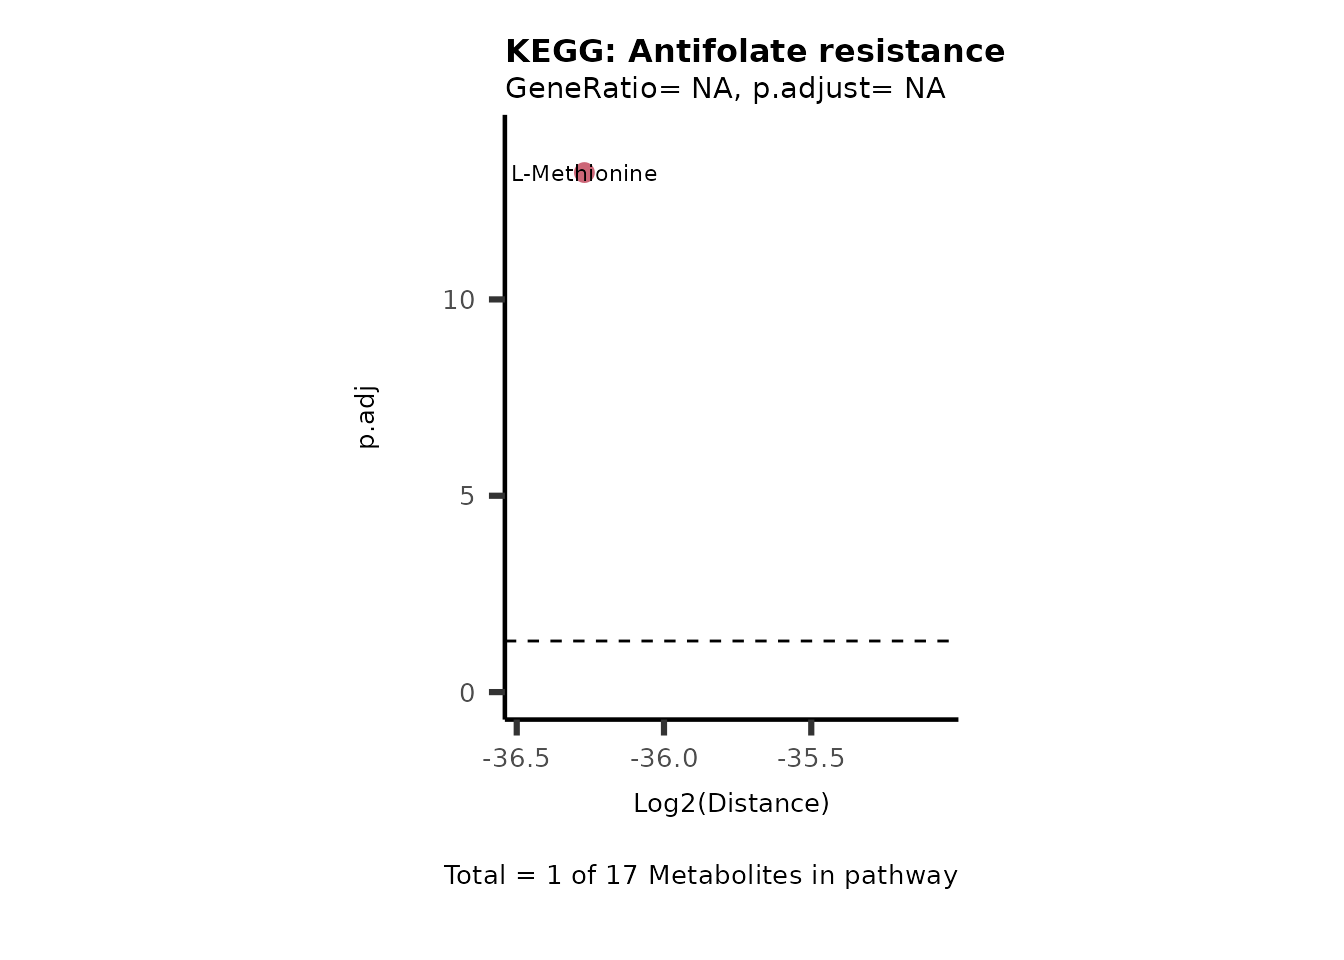 KEGG: Antifolate resistance
GeneRatio= NA, p.adjust= NA
L-Methionine
10
5
0
p.adj
-36.5 -36.0 -35.5
Log2(Distance)
Total = 1 of 17 Metabolites in pathway